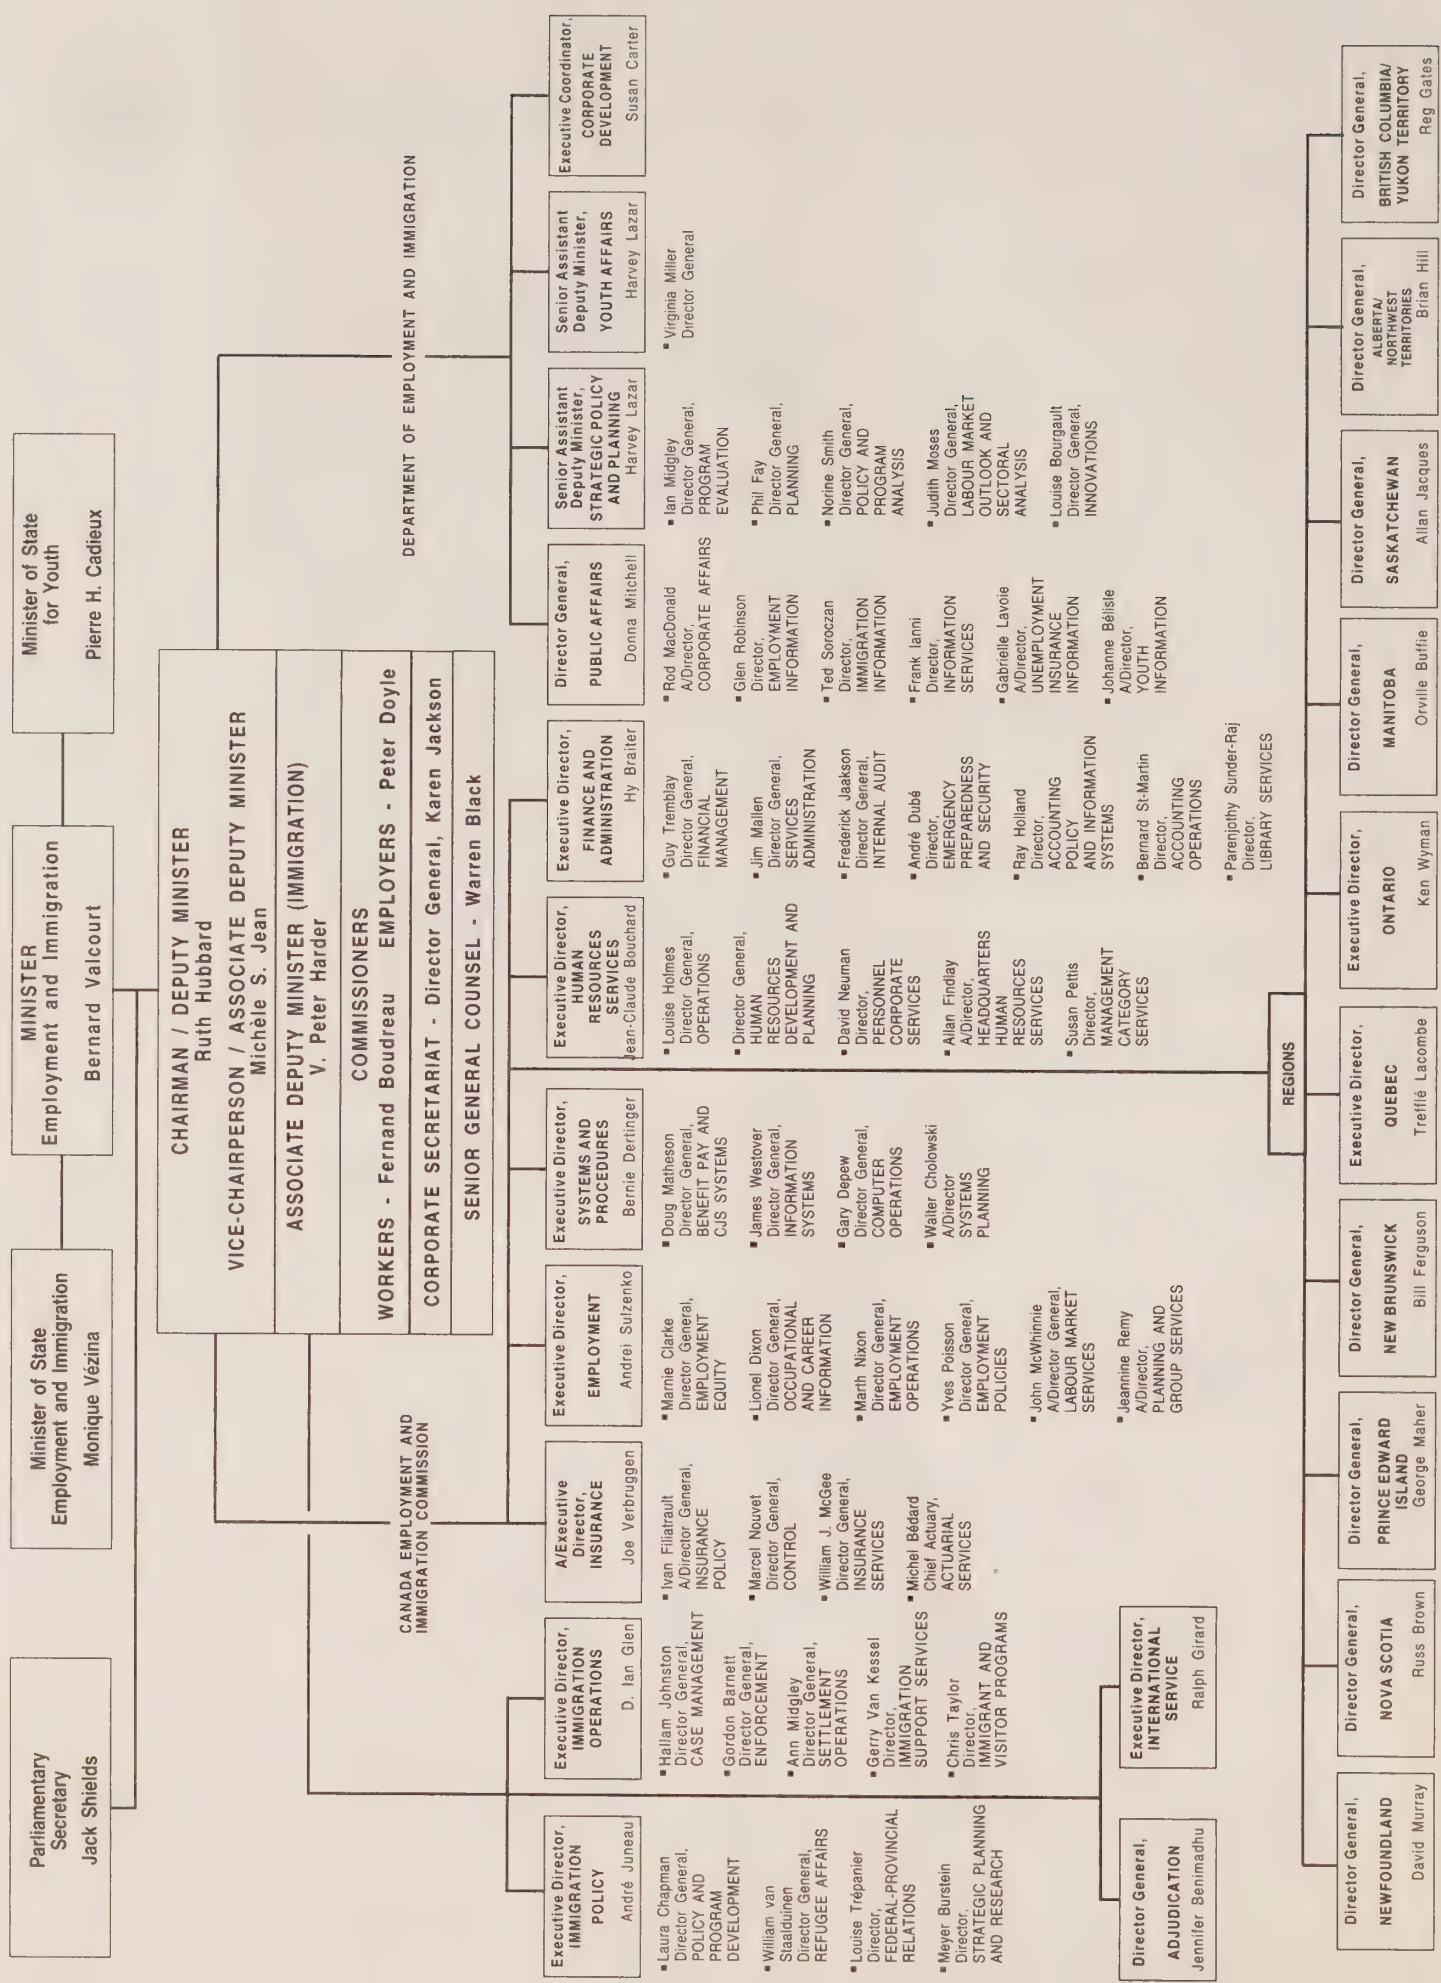 Parliamentary
Secretary
Jack Shields
Minister of State
Employment and Immigration
Monique Vézina
MINISTER
Employment and Immigration
Bernard Valcourt
Minister of State
for Youth
Pierre H. Cadieux
CHAIRMAN / DEPUTY MINISTER
Ruth Hubbard
VICE-CHAIRPERSON / ASSOCIATE DEPUTY MINISTER
Michèle S. Jean
ASSOCIATE DEPUTY MINISTER (IMMIGRATION)
V. Peter Harder
COMMISSIONERS
WORKERS - Fernand Boudreau EMPLOYERS - Peter Doyle
CORPORATE SECRETARIAT - Director General, Karen Jackson
SENIOR GENERAL COUNSEL - Warren Black
CANADA EMPLOYMENT AND
IMMIGRATION COMMISSION
DEPARTMENT OF EMPLOYMENT AND IMMIGRATION
Executive Director,
IMMIGRATION
POLICY
André Juneau
▪ Laura Chapman
Director General,
POLICY AND
PROGRAM
DEVELOPMENT
▪ William van
Staalduinen
Director General,
REFUGEE AFFAIRS
▪ Louise Trépanier
Director,
FEDERAL-PROVINCIAL
RELATIONS
▪ Meyer Burstein
Director,
STRATEGIC PLANNING
AND RESEARCH
Executive Director,
IMMIGRATION
OPERATIONS
D. Ian Glen
▪ Hallam Johnston
Director General,
CASE MANAGEMENT
▪ Gordon Barnett
Director General,
ENFORCEMENT
▪ Ann Midgley
Director General,
SETTLEMENT
OPERATIONS
▪ Gerry Van Kessel
Director,
IMMIGRATION
SUPPORT SERVICES
▪ Chris Taylor
Director,
IMMIGRANT AND
VISITOR PROGRAMS
A/Executive
Director,
INSURANCE
Joe Verbruggen
▪ Ivan Filiatrault
A/Director General,
INSURANCE
POLICY
▪ Marcel Nouvet
Director General,
CONTROL
▪ William J. McGee
Director General,
INSURANCE
SERVICES
▪ Michel Bédard
Chief Actuary,
ACTUARIAL
SERVICES
Executive Director,
EMPLOYMENT
Andrei Sulzenko
▪ Marnie Clarke
Director General,
EMPLOYMENT
EQUITY
▪ Lionel Dixon
Director General,
OCCUPATIONAL
AND CAREER
INFORMATION
▪ Marth Nixon
Director General,
EMPLOYMENT
OPERATIONS
▪ Yves Poisson
Director General,
EMPLOYMENT
POLICIES
▪ John McWhinnie
A/Director General,
LABOUR MARKET
SERVICES
▪ Jeannine Remy
A/Director,
PLANNING AND
GROUP SERVICES
Executive Director,
SYSTEMS AND
PROCEDURES
Bernie Dertinger
▪ Doug Matheson
Director General,
BENEFIT PAY AND
CJS SYSTEMS
▪ James Westover
Director General,
INFORMATION
SYSTEMS
▪ Gary Depew
Director General,
COMPUTER
OPERATIONS
▪ Walter Cholowski
A/Director
SYSTEMS
PLANNING
Executive Director,
HUMAN
RESOURCES
SERVICES
Jean-Claude Bouchard
▪ Louise Holmes
Director General,
OPERATIONS
▪ Director General,
HUMAN
RESOURCES
DEVELOPMENT AND
PLANNING
▪ David Neuman
Director,
PERSONNEL
CORPORATE
SERVICES
▪ Allan Findlay
A/Director,
HEADQUARTERS
HUMAN
RESOURCES
SERVICES
▪ Susan Pettis
Director,
MANAGEMENT
CATEGORY
SERVICES
Executive Director,
FINANCE AND
ADMINISTRATION
Hy Braiter
▪ Guy Tremblay
Director General,
FINANCIAL
MANAGEMENT
▪ Jim Mallen
Director General,
SERVICES
ADMINISTRATION
▪ Frederick Jaakson
Director General,
INTERNAL AUDIT
▪ André Dubé
Director,
EMERGENCY
PREPAREDNESS
AND SECURITY
▪ Ray Holland
Director,
ACCOUNTING
POLICY
AND INFORMATION
SYSTEMS
▪ Bernard St-Martin
Director,
ACCOUNTING
OPERATIONS
▪ Parenjothy Sunder-Raj
Director,
LIBRARY SERVICES
Director General,
PUBLIC AFFAIRS
Donna Mitchell
▪ Rod MacDonald
A/Director,
CORPORATE AFFAIRS
▪ Glen Robinson
Director,
EMPLOYMENT
INFORMATION
▪ Ted Soroczan
Director,
IMMIGRATION
INFORMATION
▪ Frank Ianni
Director,
INFORMATION
SERVICES
▪ Gabrielle Lavoie
A/Director,
UNEMPLOYMENT
INSURANCE
INFORMATION
▪ Johanne Bélisle
A/Director,
YOUTH
INFORMATION
Senior Assistant
Deputy Minister,
STRATEGIC POLICY
AND PLANNING
Harvey Lazar
▪ Ian Midgley
Director General,
PROGRAM
EVALUATION
▪ Phil Fay
Director General,
PLANNING
▪ Norine Smith
Director General,
POLICY AND
PROGRAM
ANALYSIS
▪ Judith Moses
Director General,
LABOUR MARKET
OUTLOOK AND
SECTORAL
ANALYSIS
▪ Louise Bourgault
Director General,
INNOVATIONS
Senior Assistant
Deputy Minister,
YOUTH AFFAIRS
Harvey Lazar
▪ Virginia Miller
Director General
Executive Coordinator,
CORPORATE
DEVELOPMENT
Susan Carter
Director General,
ADJUDICATION
Jennifer Benimadhu
Executive Director,
INTERNATIONAL
SERVICE
Ralph Girard
REGIONS
Director General,
NEWFOUNDLAND
David Murray
Director General,
NOVA SCOTIA
Russ Brown
Director General,
PRINCE EDWARD
ISLAND
George Maher
Director General,
NEW BRUNSWICK
Bill Ferguson
Executive Director,
QUEBEC
Trefflé Lacombe
Executive Director,
ONTARIO
Ken Wyman
Director General,
MANITOBA
Orville Buffie
Director General,
SASKATCHEWAN
Allan Jacques
Director General,
ALBERTA/
NORTHWEST
TERRITORIES
Brian Hill
Director General,
BRITISH COLUMBIA/
YUKON TERRITORY
Reg Gates